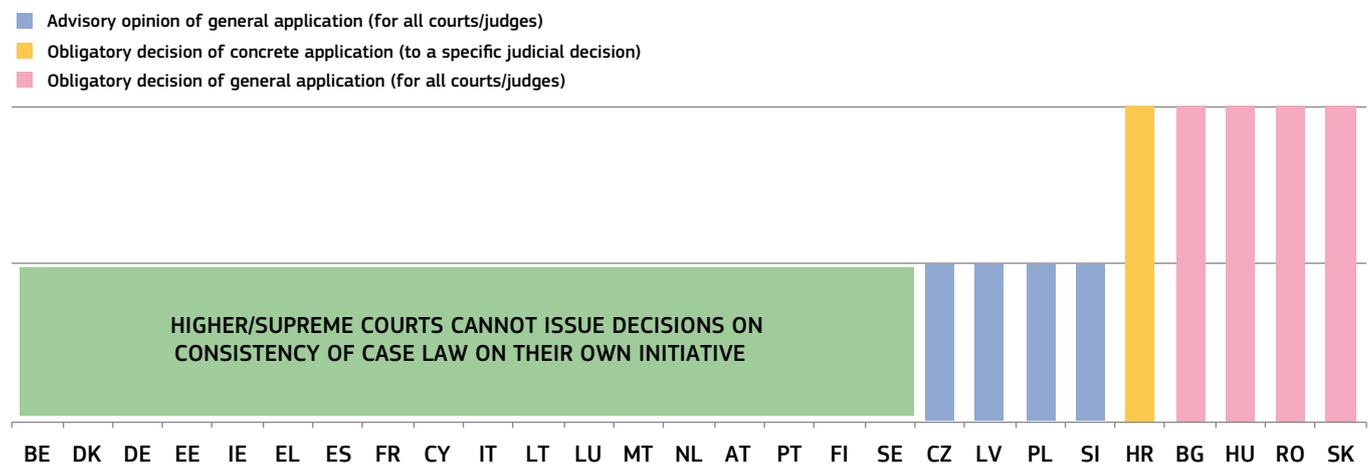 Advisory opinion of general application (for all courts/judges)
Obligatory decision of concrete application (to a specific judicial decision)
Obligatory decision of general application (for all courts/judges)
HIGHER/SUPREME COURTS CANNOT ISSUE DECISIONS ON
CONSISTENCY OF CASE LAW ON THEIR OWN INITIATIVE
BE DK DE EE IE EL ES FR CY IT LT LU MT NL AT PT FI SE CZ LV PL SI HR BG HU RO SK